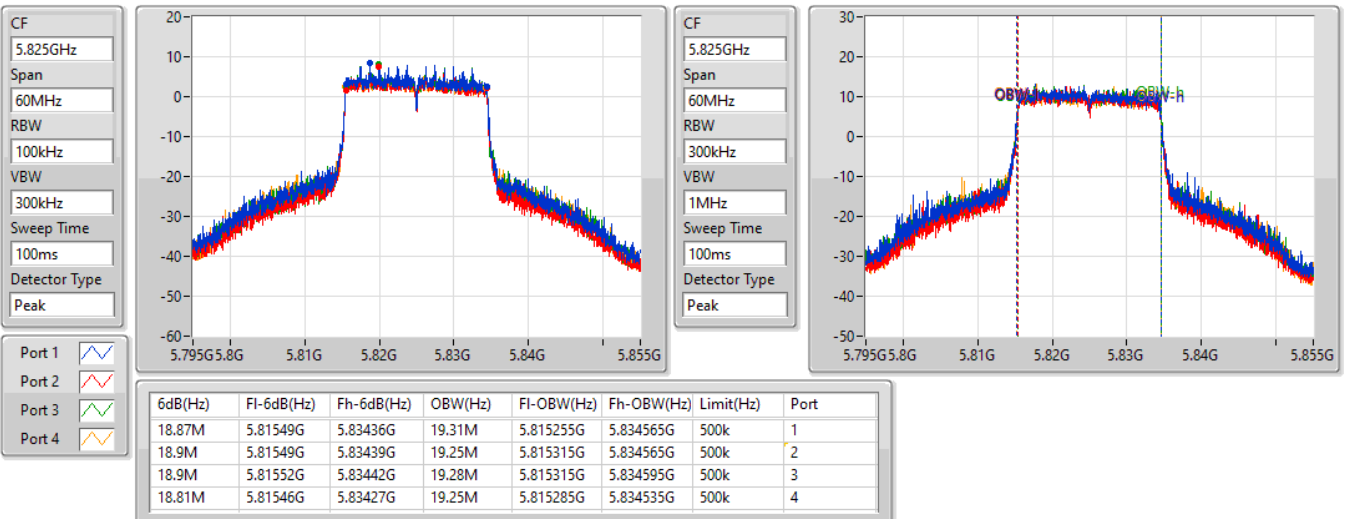 CF
5.825GHz
Span
60MHz
RBW
100kHz
VBW
300kHz
Sweep Time
100ms
Detector Type
Peak
20
10
0
-10
-20
-30
-40
-50
-60
5.795G 5.8G 5.81G 5.82G 5.83G 5.84G 5.855G
CF
5.825GHz
Span
60MHz
RBW
300kHz
VBW
1MHz
Sweep Time
100ms
Detector Type
Peak
30
20
10
0
-10
-20
-30
-40
-50
OBW-h
5.795G 5.8G 5.81G 5.82G 5.83G 5.84G 5.855G
Port 1
Port 2
Port 3
Port 4
6dB(Hz) Fl-6dB(Hz) Fh-6dB(Hz) OBW(Hz) Fl-OBW(Hz) Fh-OBW(Hz) Limit(Hz) Port
18.87M 5.81549G 5.83436G 19.31M 5.815255G 5.834565G 500k 1
18.9M 5.81549G 5.83439G 19.25M 5.815315G 5.834565G 500k 2
18.9M 5.81552G 5.83442G 19.28M 5.815315G 5.834595G 500k 3
18.81M 5.81546G 5.83427G 19.25M 5.815285G 5.834535G 500k 4